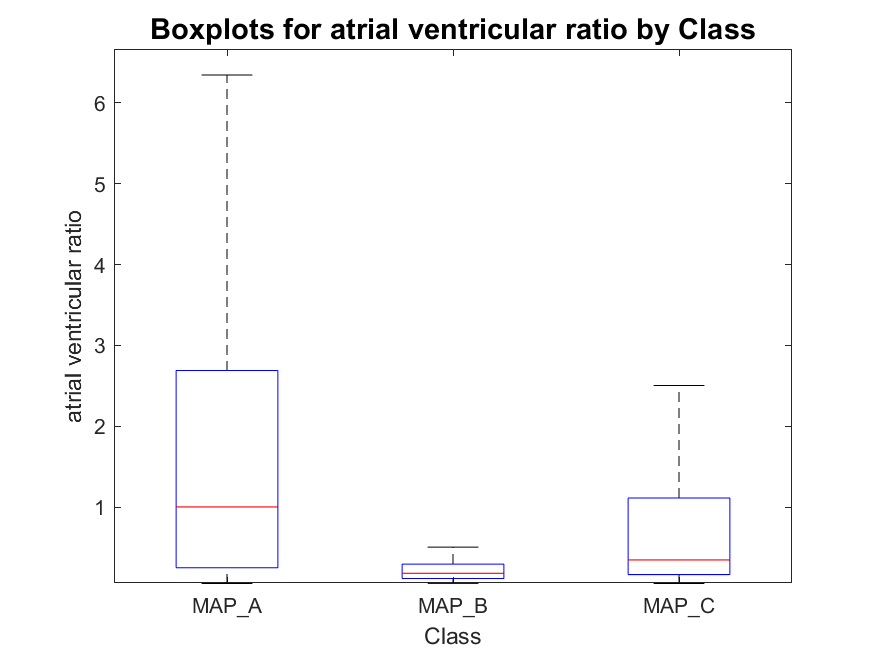 Boxplots for atrial ventricular ratio by Class
atrial ventricular ratio
6
5
4
3
2
1
MAP_A MAP_B MAP_C
Class